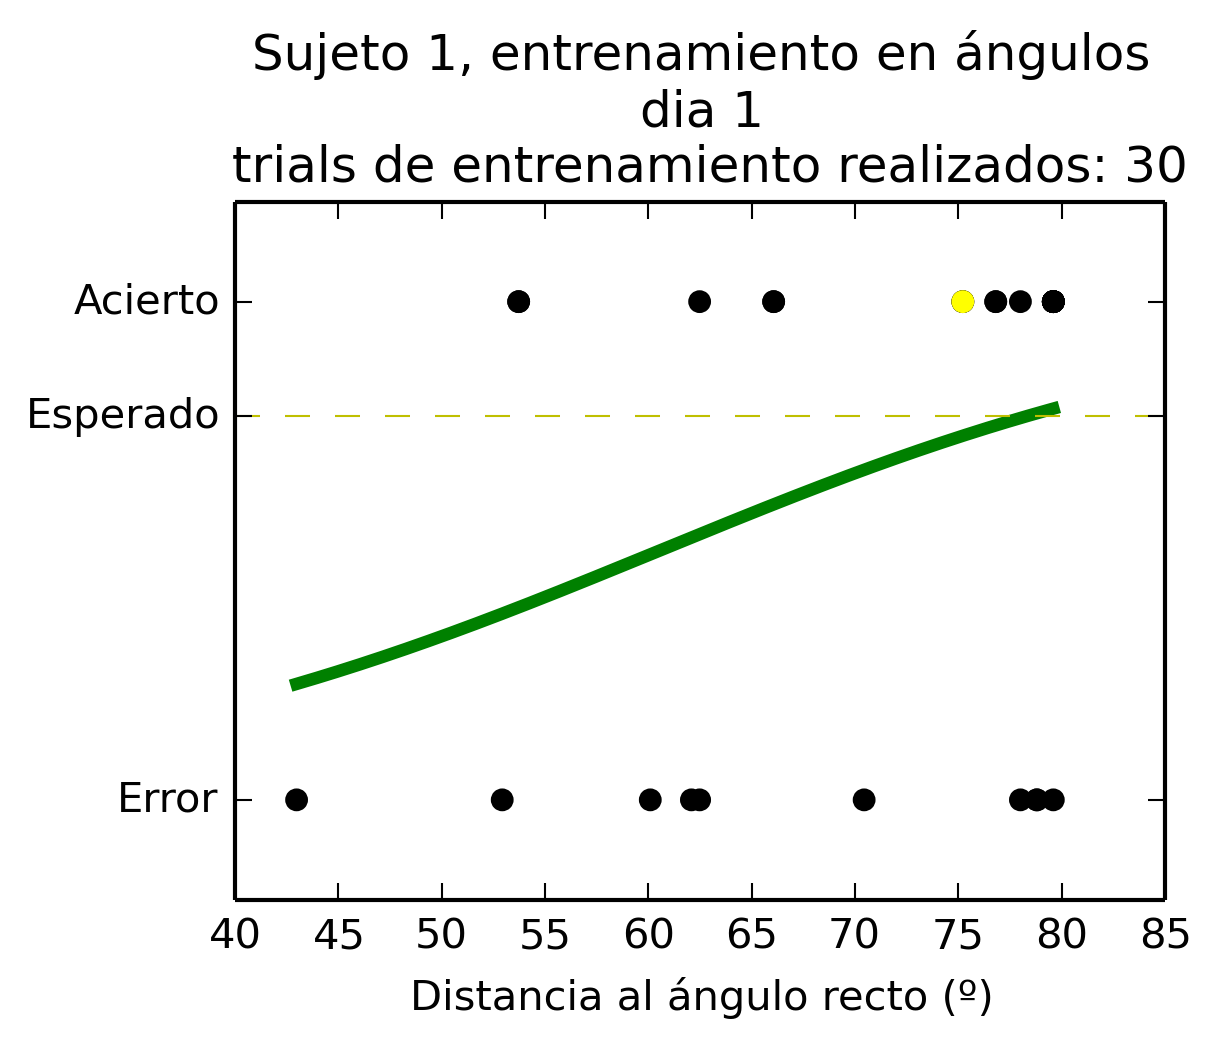 Sujeto 1, entrenamiento en ángulos
dia 1
trials de entrenamiento realizados: 30
Acierto
Esperado
Error
40 45 50 55 60 65 70 75 80 85
Distancia al ángulo recto (º)